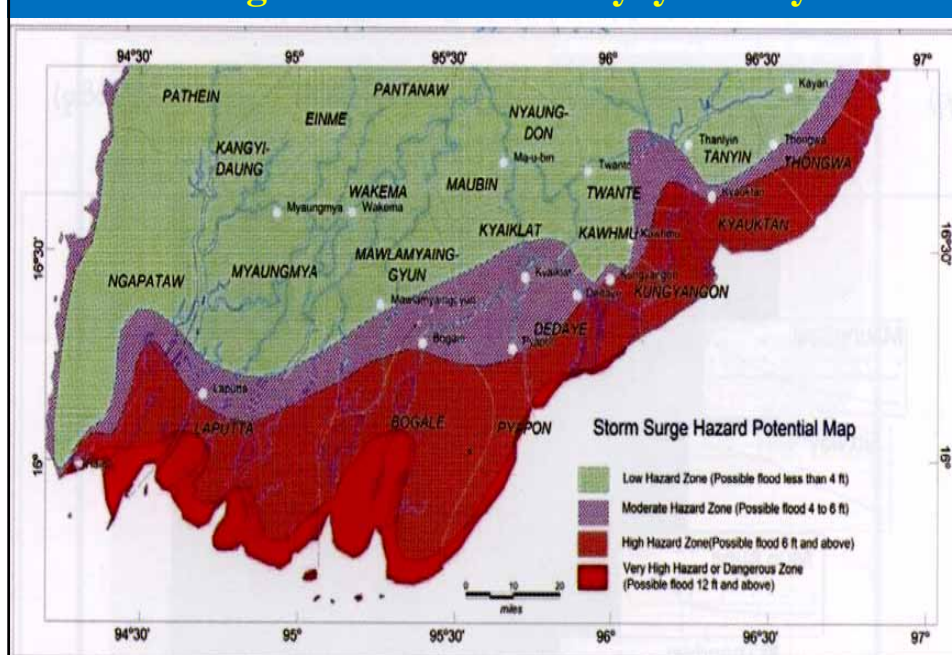 94°30' 95° 95°30' 96° 96°30' 97°
Kayan
PATHEIN
PANTANAW
EINME
NYAUNG-
DON
KANGYI-
DAUNG
Ma-u-bin
Thanlyin
Thongwa
TANYIN
THONGWA
Twante
MAUBIN
WAKEMA
TWANTE
Kyauktan
Myaungmya
Wakema
KYAUKTAN
KYAIKLAT
KAWHMU
16°30'
MAWLAMYAING-
GYUN
16°30'
NGAPATAW
MYAUNGMYA
Kyaiklat
Kungyangon
KUNGYANGON
Dedaye
DEDAYE
Bogale
Laputta
LAPUTTA
BOGALE
PYAPON
16°
16°
Storm Surge Hazard Potential Map
Low Hazard Zone (Possible flood less than 4 ft)
Moderate Hazard Zone (Possible flood 4 to 6 ft)
High Hazard Zone(Possible flood 6 ft and above)
Very High Hazard or Dangerous Zone
(Possible flood 12 ft and above)
0 10 20
miles
94°30' 95° 95°30' 96° 96°30' 97°